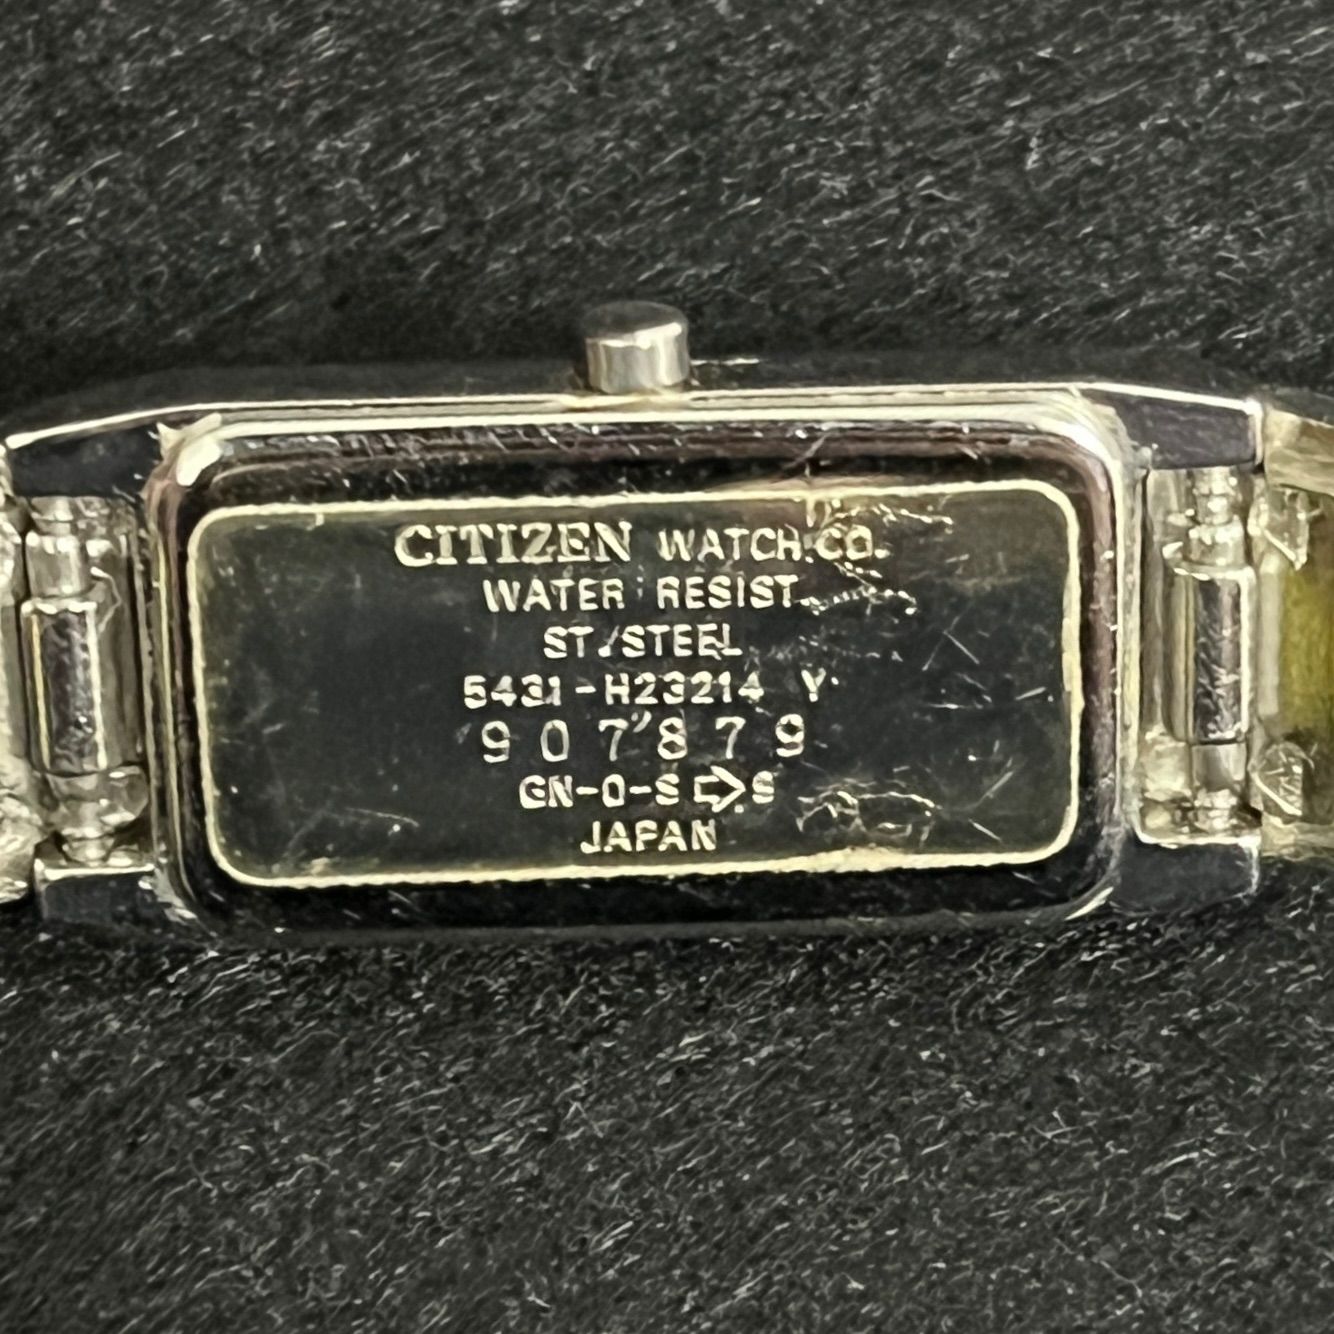 CITIZEN WATCH CO.
WATER RESIST
ST./STEEL
5431-H23214 Y
907879
GN-0-S ⇨ S
JAPAN